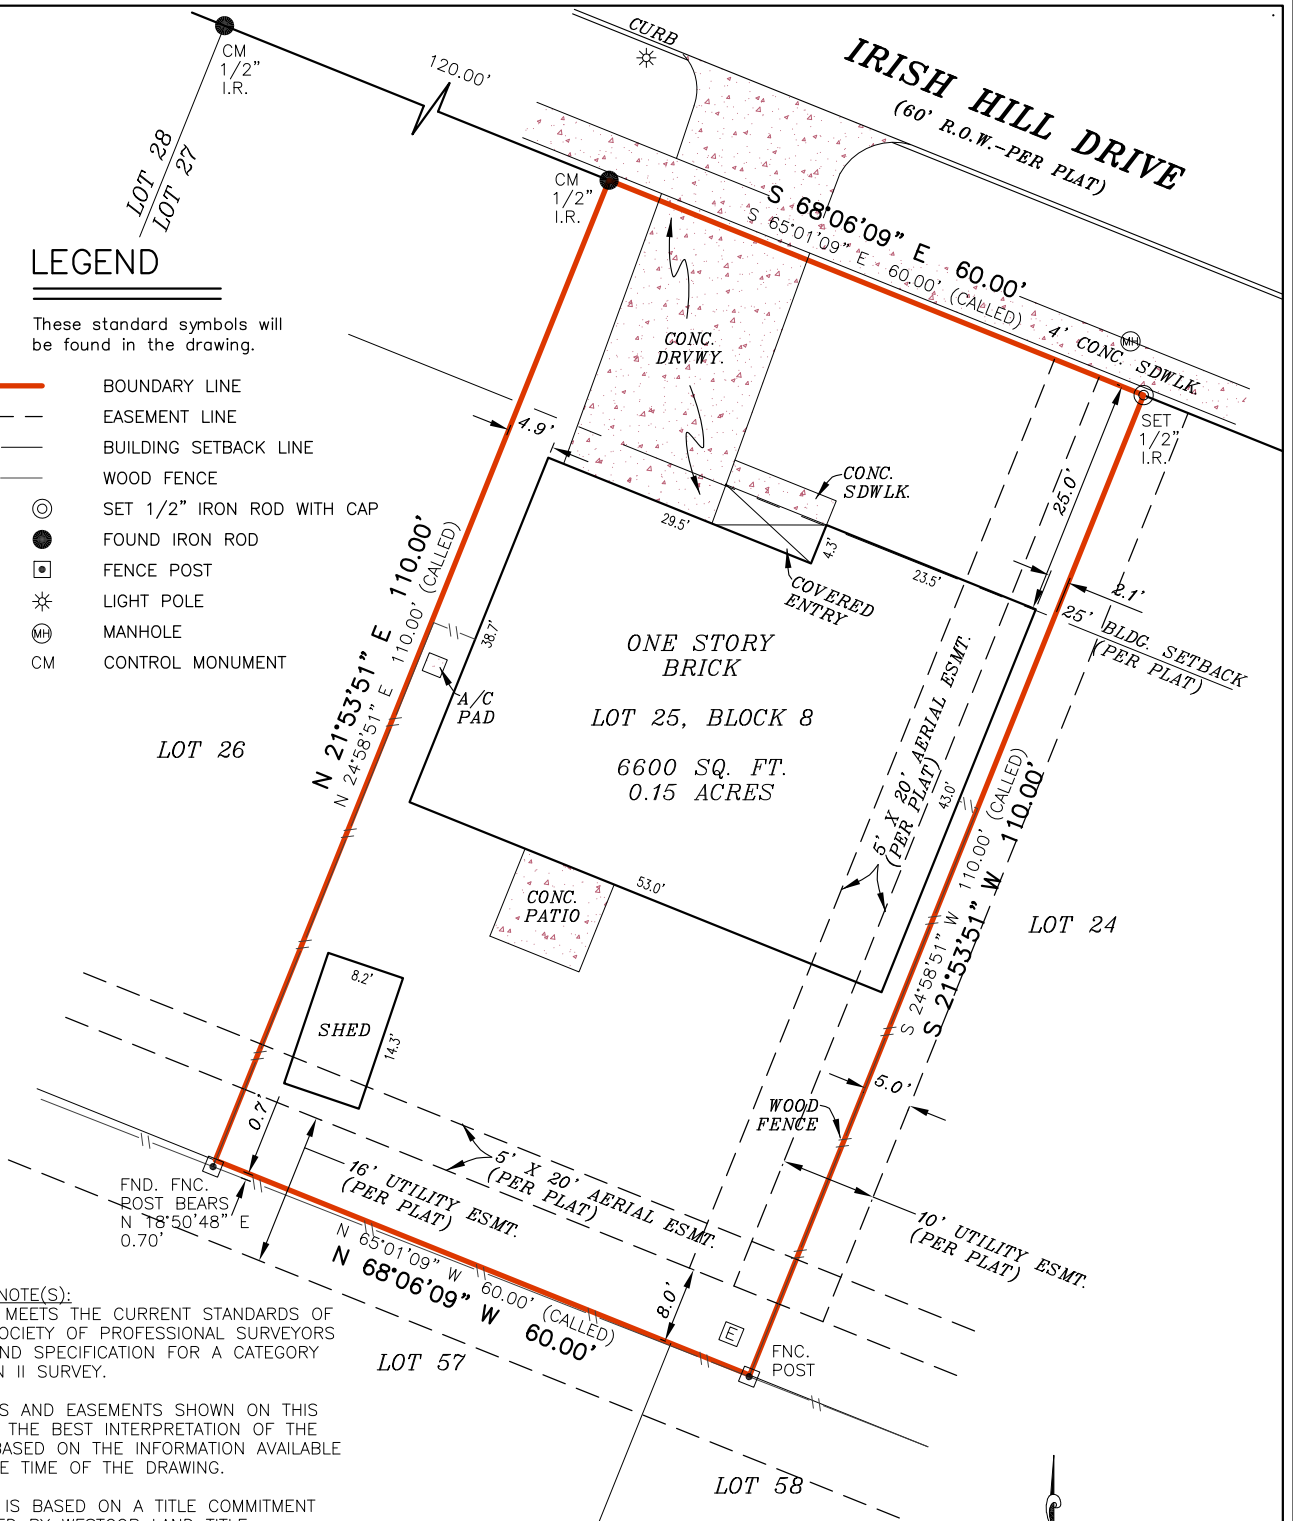 CURB
IRISH HILL DRIVE
(60' R.O.W.-PER PLAT)
CM
1/2"
I.R.
120.00'
LOT 28
LOT 27
CM
1/2"
I.R.
S 68°06'09" E 60.00'
S 65°01'09" E 60.00' (CALLED)
4' CONC. SDWLK.
MH
LEGEND
These standard symbols will
be found in the drawing.
BOUNDARY LINE
EASEMENT LINE
BUILDING SETBACK LINE
WOOD FENCE
SET 1/2" IRON ROD WITH CAP
FOUND IRON ROD
FENCE POST
LIGHT POLE
MH MANHOLE
CM CONTROL MONUMENT
CONC.
DRVWY.
SET
1/2"
I.R.
4.9'
CONC.
SDWLK.
25.0'
29.5'
4.3'
23.5'
COVERED
ENTRY
2.1'
25' BLDG. SETBACK
(PER PLAT)
N 21°53'51" E 110.00'
N 24°58'51" E 110.00' (CALLED)
38.7'
A/C
PAD
ONE STORY
BRICK
LOT 25, BLOCK 8
6600 SQ. FT.
0.15 ACRES
LOT 26
5' X 20' AERIAL ESMT.
(PER PLAT)
43.0'
S 24°58'51" W 110.00' (CALLED)
S 21°53'51" W 110.00'
LOT 24
53.0'
CONC.
PATIO
8.2'
SHED
14.3'
5.0'
WOOD
FENCE
0.7'
5' X 20' AERIAL ESMT.
(PER PLAT)
16' UTILITY ESMT.
(PER PLAT)
10' UTILITY ESMT.
(PER PLAT)
FND. FNC.
POST BEARS
N 18°50'48" E
0.70'
N 65°01'09" W 60.00' (CALLED)
N 68°06'09" W 60.00'
8.0'
E
FNC.
POST
LOT 57
LOT 58
NOTE(S):
MEETS THE CURRENT STANDARDS OF
OCIETY OF PROFESSIONAL SURVEYORS
ND SPECIFICATION FOR A CATEGORY
N II SURVEY.
S AND EASEMENTS SHOWN ON THIS
THE BEST INTERPRETATION OF THE
BASED ON THE INFORMATION AVAILABLE
E TIME OF THE DRAWING.
IS BASED ON A TITLE COMMITMENT